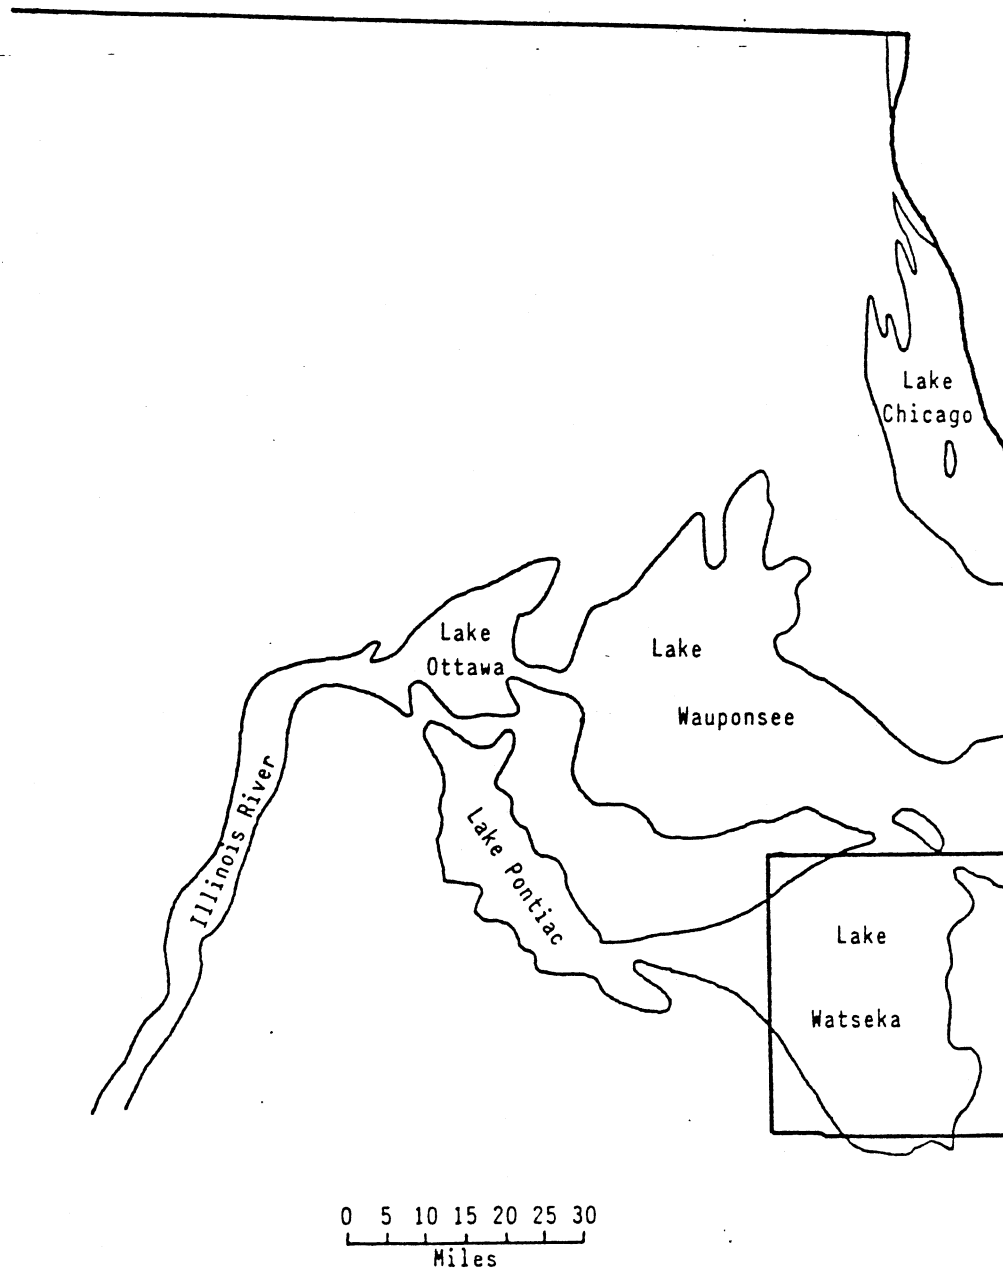 Lake
Chicago
Lake
Ottawa
Lake
Wauponsee
Illinois River
Lake Pontiac
Lake
Watseka
0 5 10 15 20 25 30
Miles